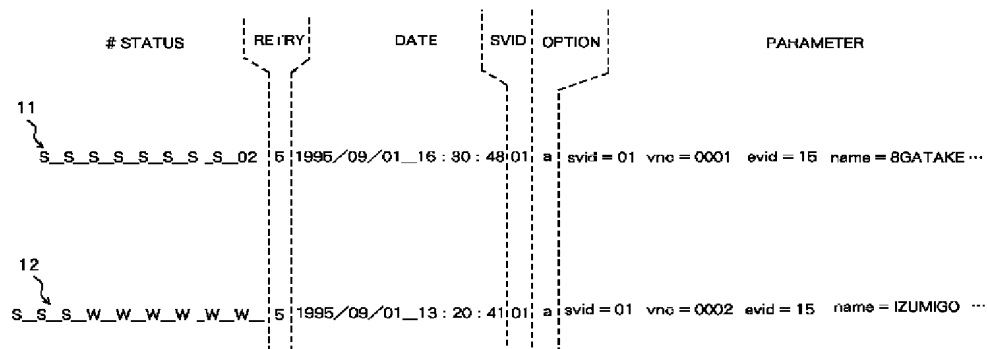 # STATUS RETRY DATE SVID OPTION PAHAMETER
11
S_S_S_S_S_S_S_S_02 5 1995/09/01_16:30:48 01 a svid = 01 vno = 0001 evid = 15 name = 8GATAKE ...
12
S_S_S_W_W_W_W_W_W_ 5 1995/09/01_13:20:41 01 a svid = 01 vno = 0002 evid = 15 name = IZUMIGO ...